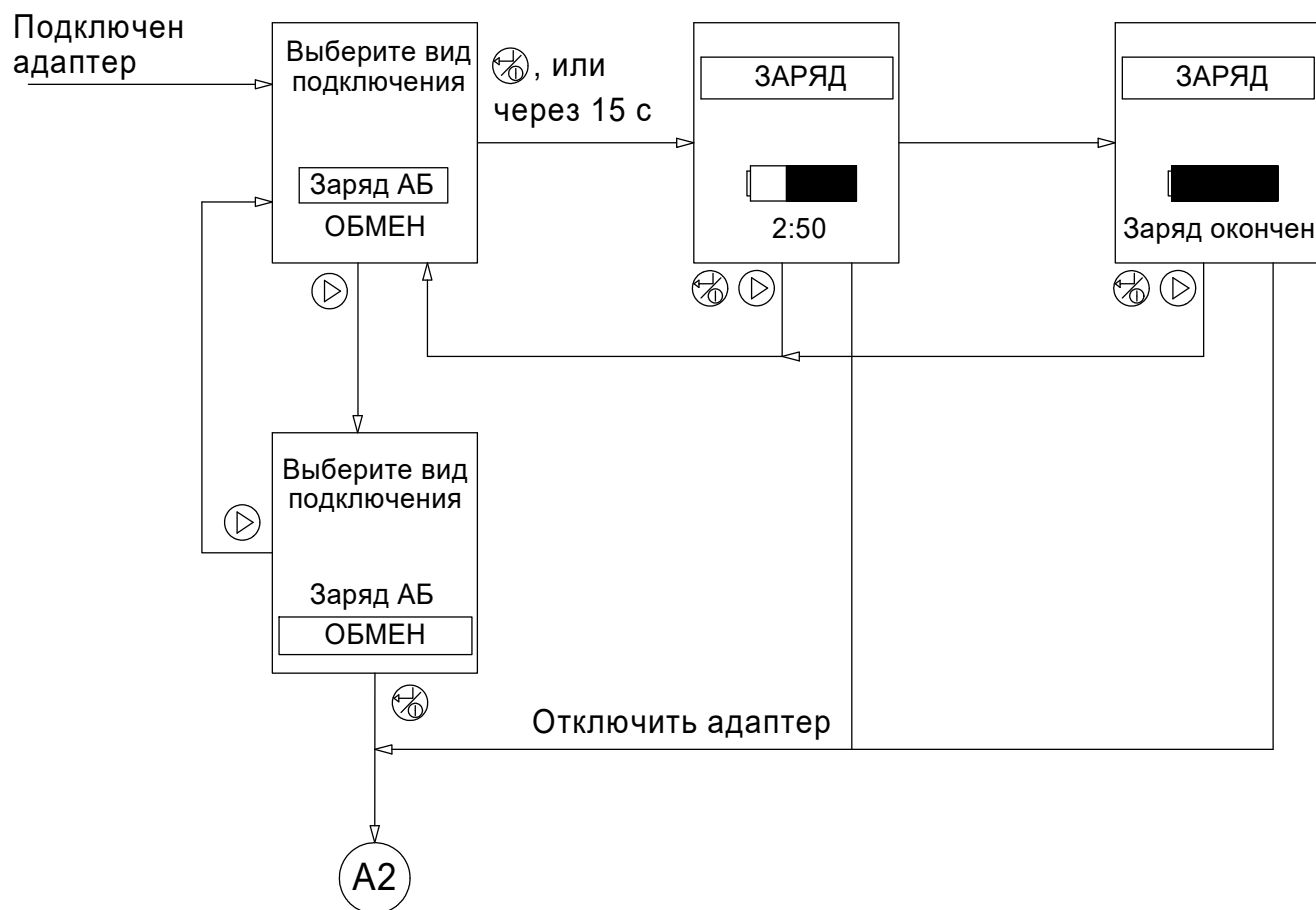 Подключен
адаптер
Выберите вид
подключения
Заряд АБ
ОБМЕН
, или
через 15 с
ЗАРЯД
2:50
ЗАРЯД
Заряд окончен
Выберите вид
подключения
Заряд АБ
ОБМЕН
Отключить адаптер
А2